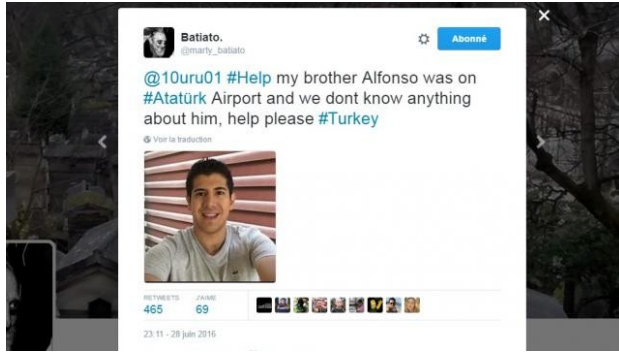 Batiato.
@marty_batiato
Abonné
@10uru01 #Help my brother Alfonso was on
#Atatürk Airport and we dont know anything
about him, help please #Turkey
Voir la traduction
RETWEETS J'AIME
465 69
23:11 - 28 juin 2016